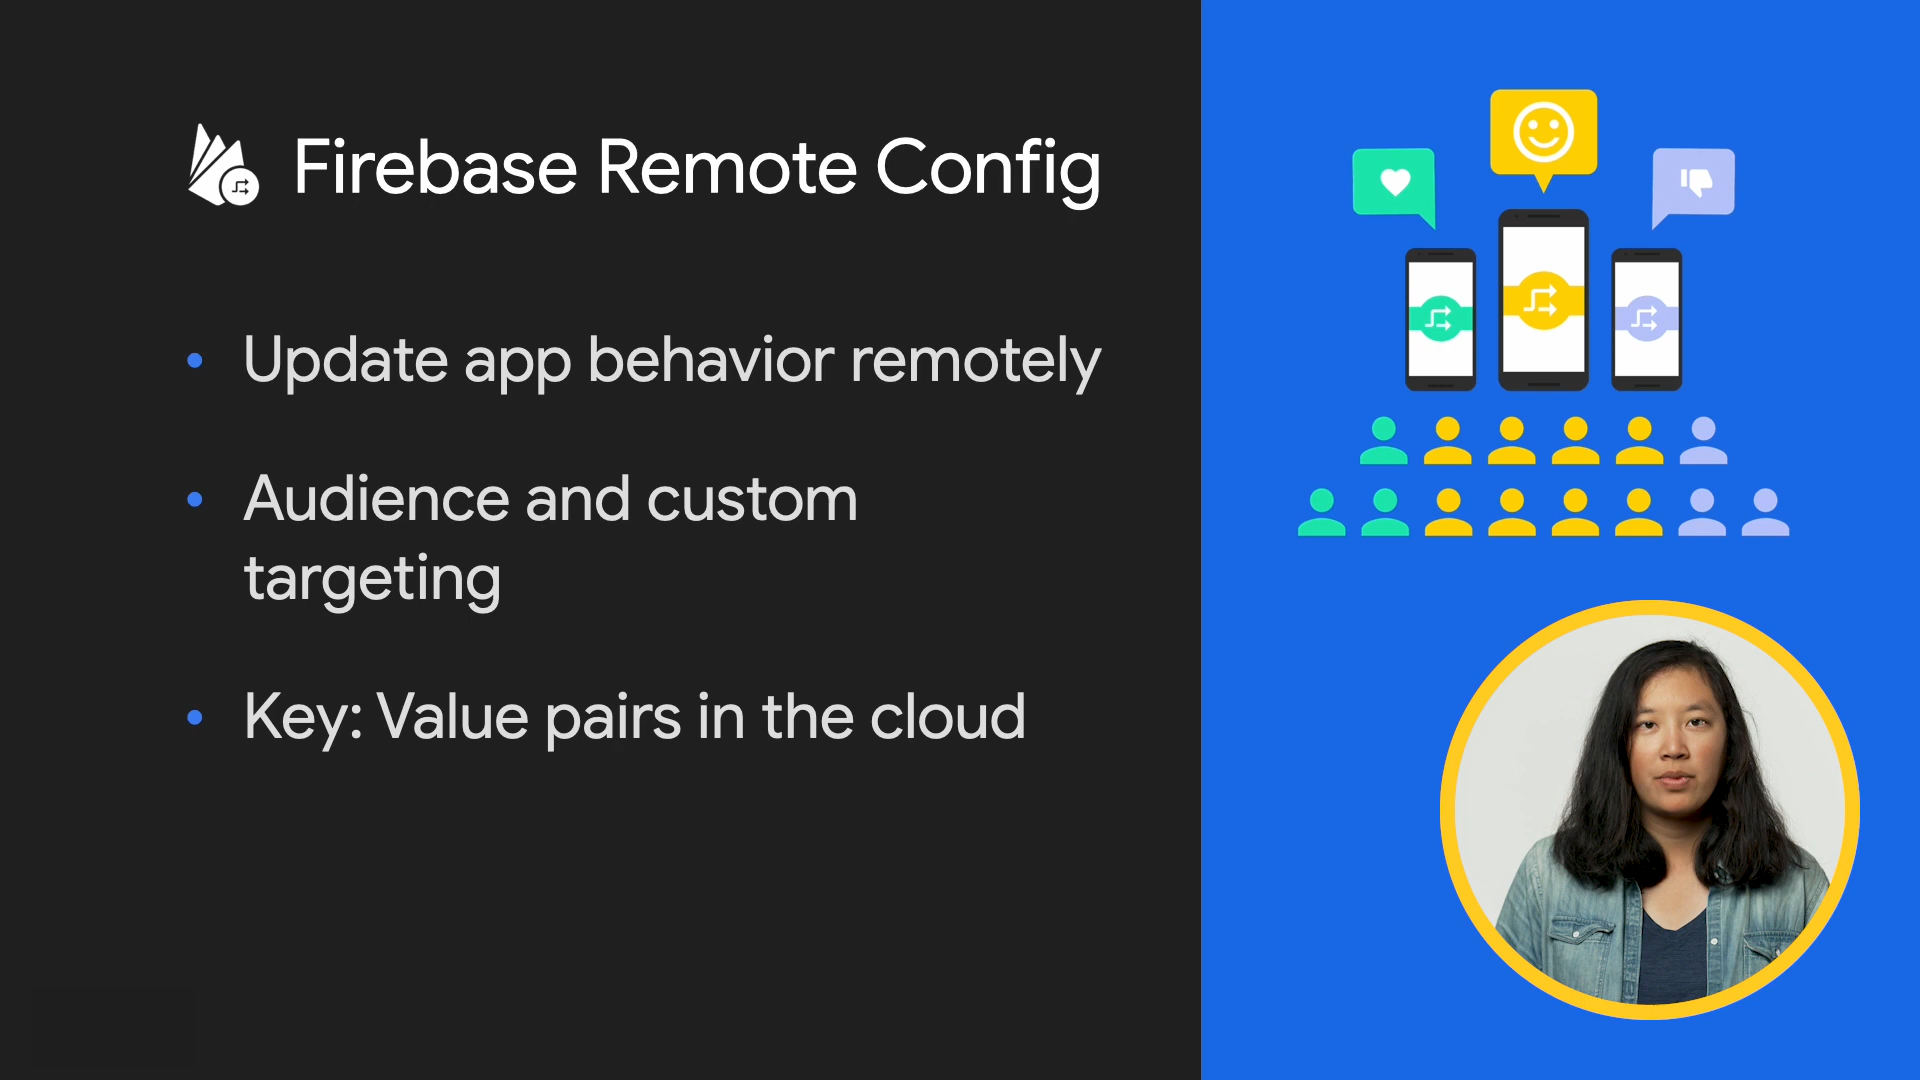 Firebase Remote Config
• Update app behavior remotely
• Audience and custom
targeting
• Key: Value pairs in the cloud